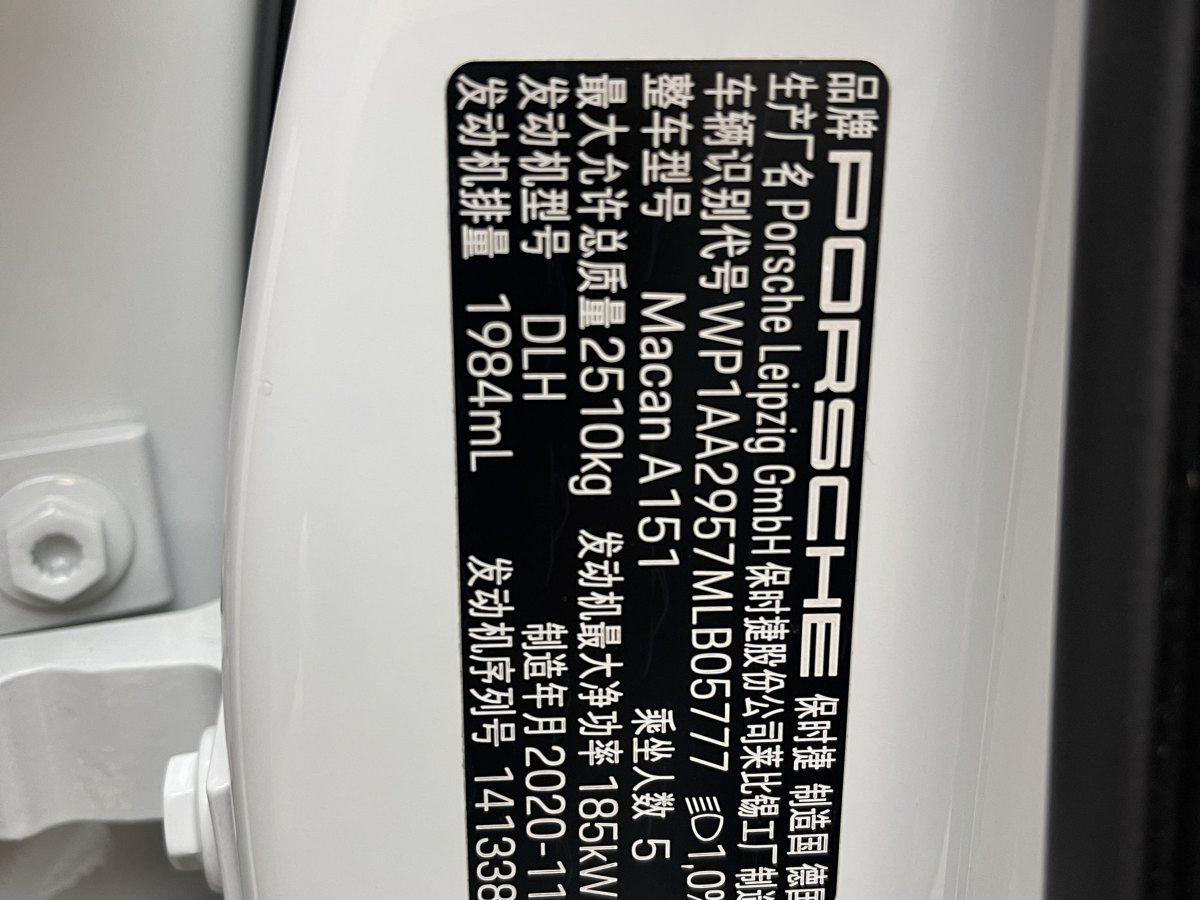 品牌 PORSCHE 保时捷 制造国 德国
生产厂名 Porsche Leipzig GmbH 保时捷股份公司莱比锡工厂 制造
车辆识别代号 WP1AA2957MLB05777 1,0%
整车型号 Macan A151 乘坐人数 5
最大允许总质量 2510kg 发动机最大净功率 185kW
发动机型号 DLH 制造年月 2020-11
发动机排量 1984mL 发动机序列号 141338